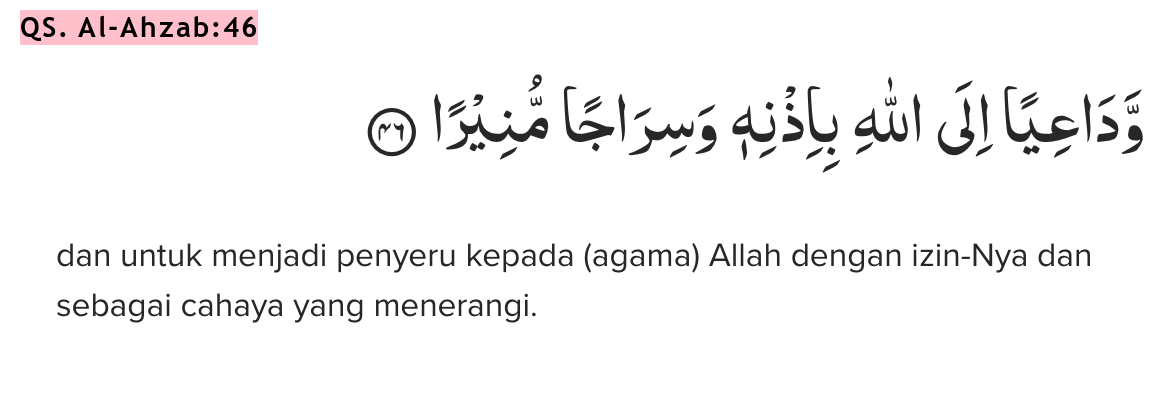 QS. Al-Ahzab:46
وَّدَاعِيًا اِلَى اللّٰهِ بِاِذْنِهٖ وَسِرَاجًا مُّنِيْرًا ٤٦
dan untuk menjadi penyeru kepada (agama) Allah dengan izin-Nya dan
sebagai cahaya yang menerangi.